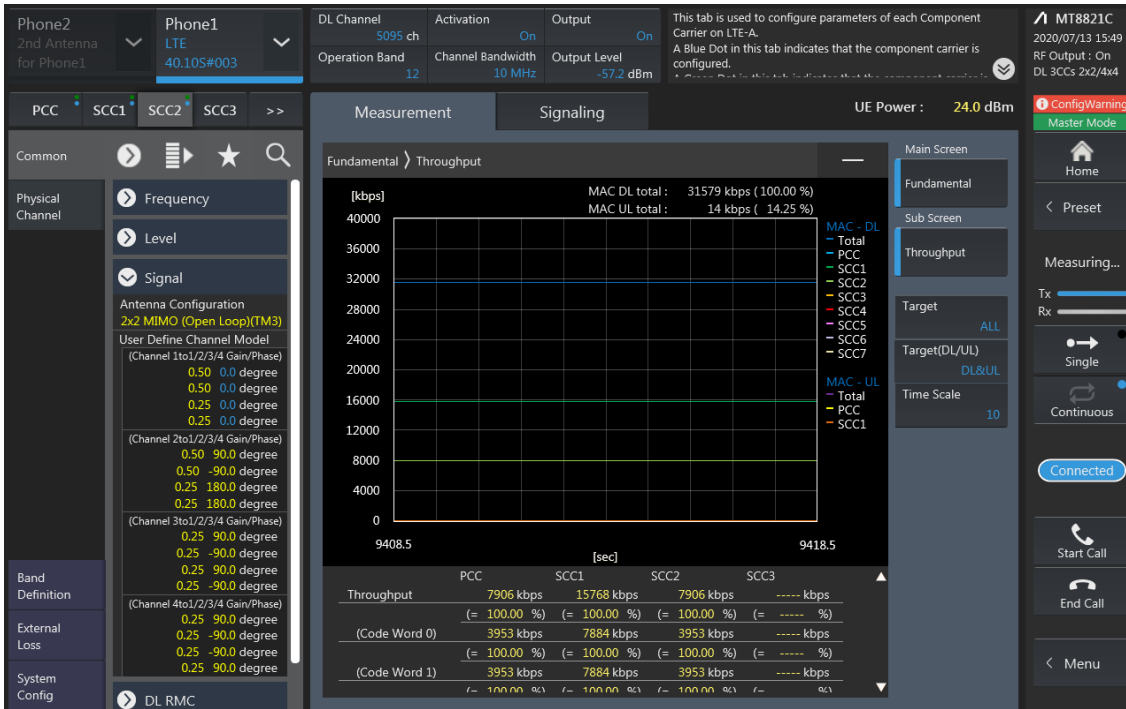 Phone2
2nd Antenna
for Phone1
Phone1
LTE
40.10S#003
DL Channel
5095 ch
Operation Band
12
Activation
On
Channel Bandwidth
10 MHz
Output
On
Output Level
-57.2 dBm
This tab is used to configure parameters of each Component
Carrier on LTE-A.
A Blue Dot in this tab indicates that the component carrier is
configured.
MT8821C
2020/07/13 15:49
RF Output : On
DL 3CCs 2x2/4x4
PCC SCC1 SCC2 SCC3 >>
Measurement Signaling
UE Power : 24.0 dBm
ConfigWarning
Master Mode
Common
Physical
Channel
Frequency
Level
Signal
Antenna Configuration
2x2 MIMO (Open Loop)(TM3)
User Define Channel Model
(Channel 1to1/2/3/4 Gain/Phase)
0.50 0.0 degree
0.50 0.0 degree
0.25 0.0 degree
0.25 0.0 degree
(Channel 2to1/2/3/4 Gain/Phase)
0.50 90.0 degree
0.50 -90.0 degree
0.25 180.0 degree
0.25 180.0 degree
(Channel 3to1/2/3/4 Gain/Phase)
0.25 90.0 degree
0.25 -90.0 degree
0.25 90.0 degree
0.25 -90.0 degree
(Channel 4to1/2/3/4 Gain/Phase)
0.25 90.0 degree
0.25 -90.0 degree
0.25 -90.0 degree
0.25 90.0 degree
DL RMC
Band
Definition
External
Loss
System
Config
Fundamental ⟩ Throughput
[kbps]
MAC DL total : 31579 kbps (100.00 %)
MAC UL total : 14 kbps ( 14.25 %)
40000
36000
32000
28000
24000
20000
16000
12000
8000
4000
0
9408.5
9418.5
[sec]
MAC - DL
Total
PCC
SCC1
SCC2
SCC3
SCC4
SCC5
SCC6
SCC7
MAC - UL
Total
PCC
SCC1
PCC SCC1 SCC2 SCC3
Throughput 7906 kbps 15768 kbps 7906 kbps ----- kbps
(= 100.00 %) (= 100.00 %) (= 100.00 %) (= ----- %)
(Code Word 0) 3953 kbps 7884 kbps 3953 kbps ----- kbps
(= 100.00 %) (= 100.00 %) (= 100.00 %) (= ----- %)
(Code Word 1) 3953 kbps 7884 kbps 3953 kbps ----- kbps
(= 100.00 %) (= 100.00 %) (= 100.00 %) (= %)
Main Screen
Fundamental
Sub Screen
Throughput
Target
ALL
Target(DL/UL)
DL&UL
Time Scale
10
Home
< Preset
Measuring...
Tx
Rx
Single
Continuous
Connected
Start Call
End Call
< Menu